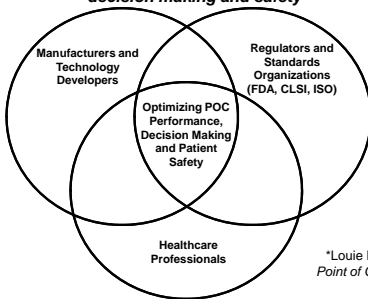 decision making and safety
Manufacturers and
Technology
Developers
Regulators and
Standards
Organizations
(FDA, CLSI, ISO)
Optimizing POC
Performance,
Decision Making
and Patient
Safety
Healthcare
Professionals
*Louie
Point of